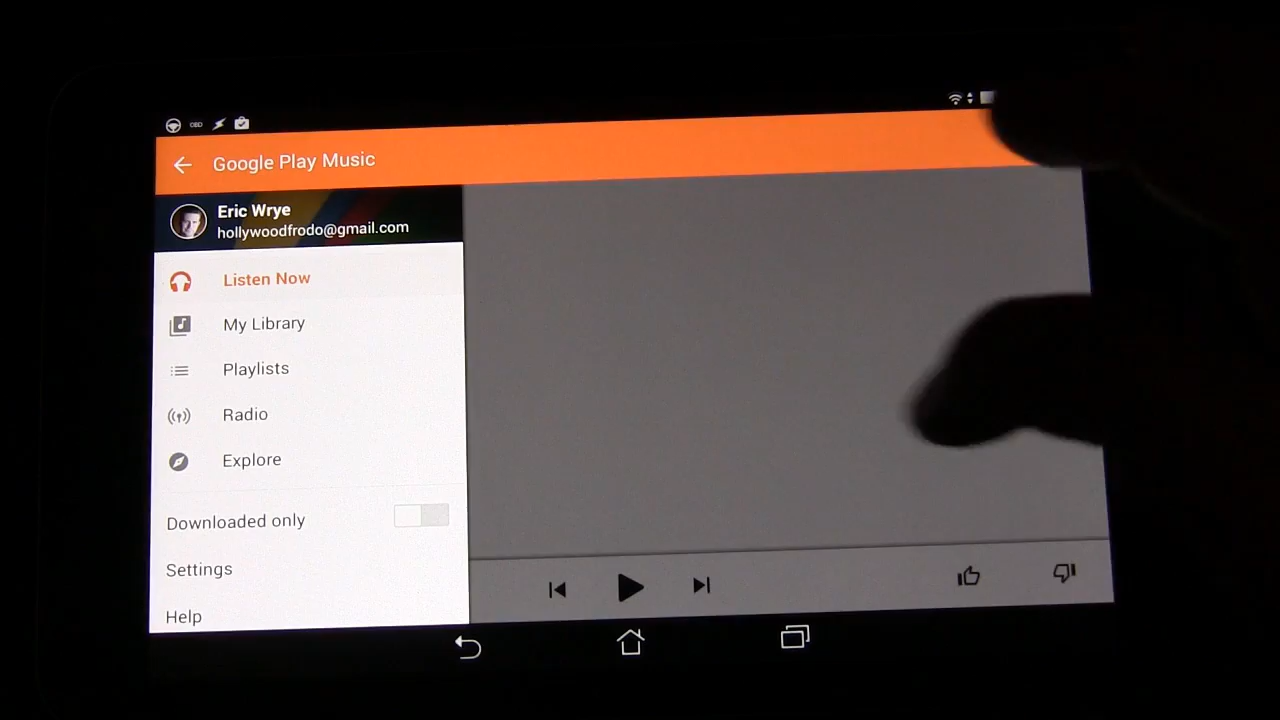 OBD
Google Play Music
Eric Wrye
hollywoodfrodo@gmail.com
Listen Now
My Library
Playlists
Radio
Explore
Downloaded only
Settings
Help